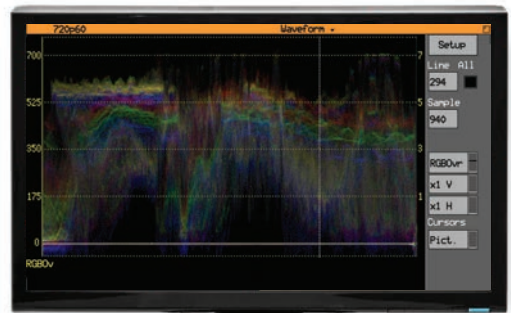 720p60 Waveform
700 7 Setup
Line All
294
525 5 Sample
940
350 3 RGBOvr
x1 V
175 1 x1 H
Cursors
0 Pict.
RGBOv